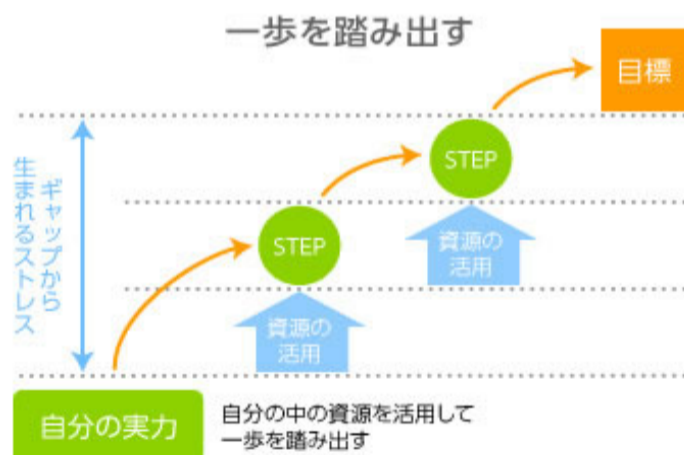 一歩を踏み出す
目標
STEP
STEP
資源の
活用
資源の
活用
ギャップから
生まれるストレス
自分の実力
自分の中の資源を活用して
一歩を踏み出す